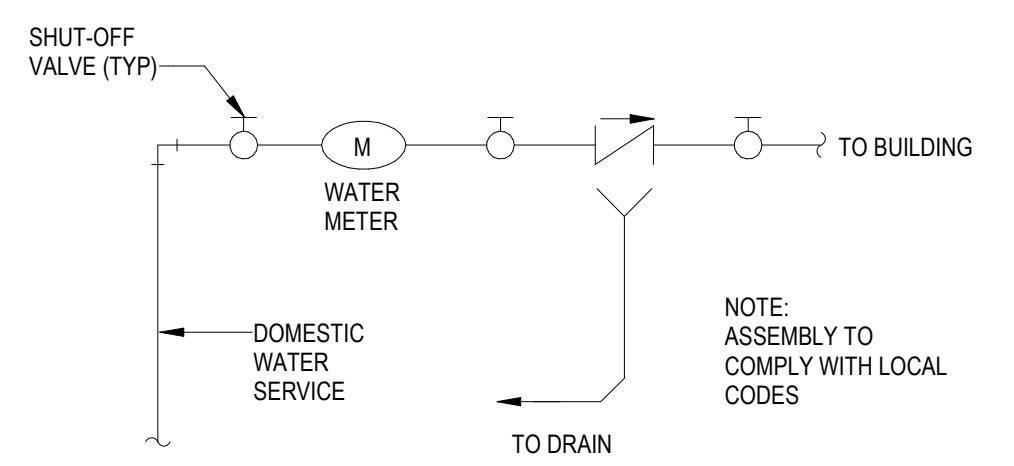 SHUT-OFF
VALVE (TYP)
M
WATER
METER
TO BUILDING
DOMESTIC
WATER
SERVICE
NOTE:
ASSEMBLY TO
COMPLY WITH LOCAL
CODES
TO DRAIN